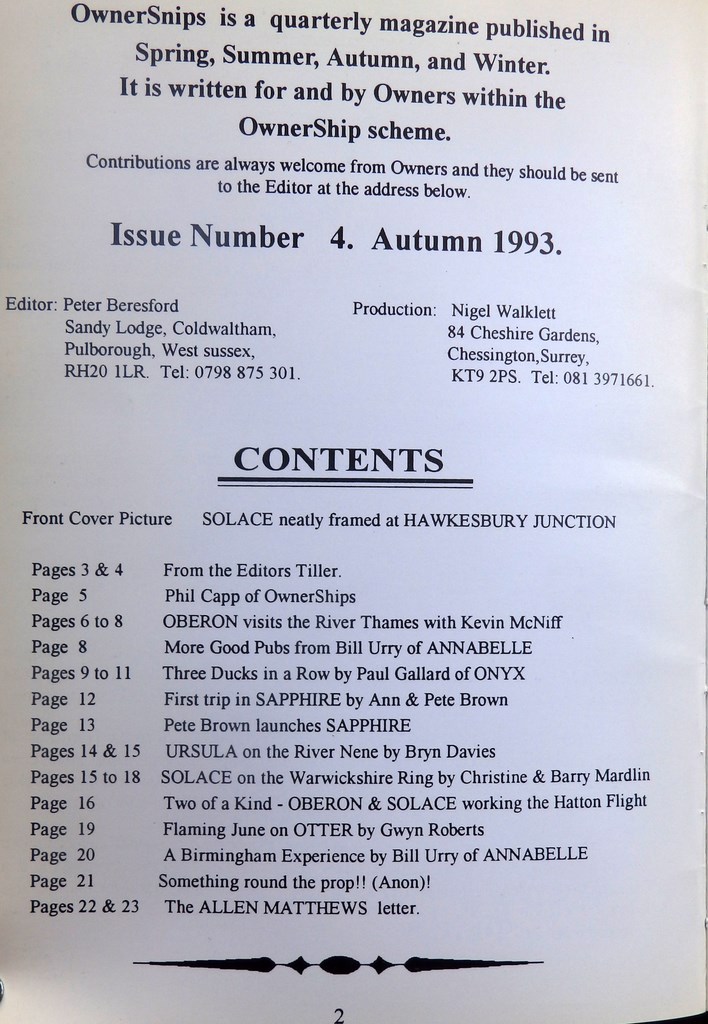 OwnerSnips is a quarterly magazine published in
Spring, Summer, Autumn, and Winter.
It is written for and by Owners within the
OwnerShip scheme.
Contributions are always welcome from Owners and they should be sent
to the Editor at the address below.
Issue Number 4. Autumn 1993.
Editor: Peter Beresford
Sandy Lodge, Coldwaltham,
Pulborough, West sussex,
RH20 1LR. Tel: 0798 875 301.
Production: Nigel Walklett
84 Cheshire Gardens,
Chessington,Surrey,
KT9 2PS. Tel: 081 3971661.
CONTENTS
Front Cover Picture SOLACE neatly framed at HAWKESBURY JUNCTION
Pages 3 & 4 From the Editors Tiller.
Page 5 Phil Capp of OwnerShips
Pages 6 to 8 OBERON visits the River Thames with Kevin McNiff
Page 8 More Good Pubs from Bill Urry of ANNABELLE
Pages 9 to 11 Three Ducks in a Row by Paul Gallard of ONYX
Page 12 First trip in SAPPHIRE by Ann & Pete Brown
Page 13 Pete Brown launches SAPPHIRE
Pages 14 & 15 URSULA on the River Nene by Bryn Davies
Pages 15 to 18 SOLACE on the Warwickshire Ring by Christine & Barry Mardlin
Page 16 Two of a Kind - OBERON & SOLACE working the Hatton Flight
Page 19 Flaming June on OTTER by Gwyn Roberts
Page 20 A Birmingham Experience by Bill Urry of ANNABELLE
Page 21 Something round the prop!! (Anon)!
Pages 22 & 23 The ALLEN MATTHEWS letter.
2